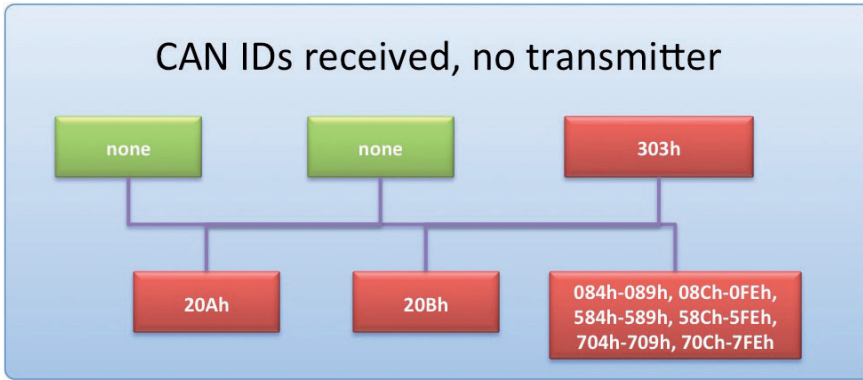 CAN IDs received, no transmitter
none
none
303h
20Ah
20Bh
084h-089h, 08Ch-0FEh,
584h-589h, 58Ch-5FEh,
704h-709h, 70Ch-7FEh